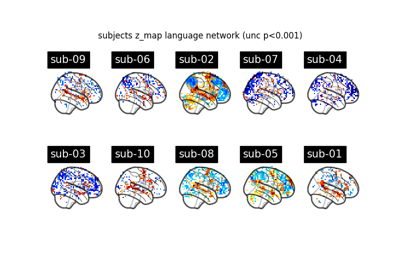 subjects z_map language network (unc p<0.001)
sub-09 sub-06 sub-02 sub-07 sub-04
sub-03 sub-10 sub-08 sub-05 sub-01